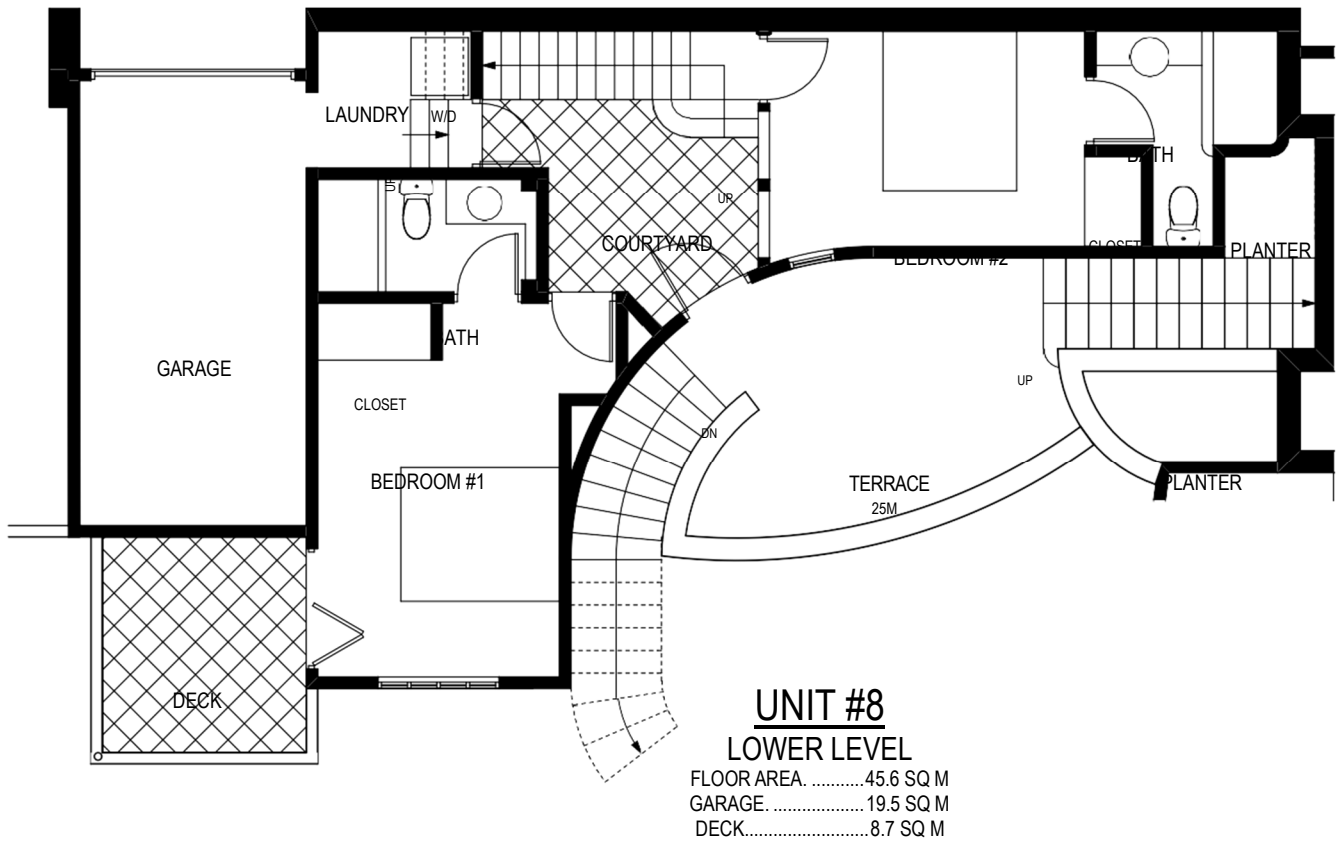 LAUNDRY
W/D
UP
BATH
UP
COURTYARD
CLOSET
PLANTER
BEDROOM #2
BATH
GARAGE
UP
CLOSET
DN
BEDROOM #1
TERRACE
25M
PLANTER
DECK
UNIT #8
LOWER LEVEL
FLOOR AREA. ...........45.6 SQ M
GARAGE. ................... 19.5 SQ M
DECK..........................8.7 SQ M